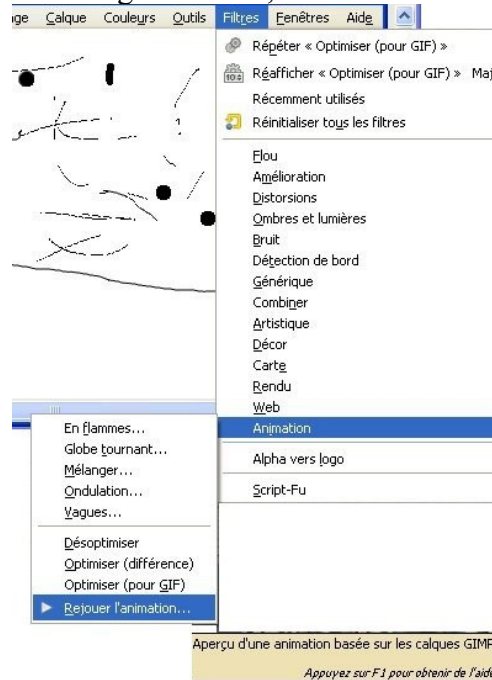 ge Calque Couleurs Outils Filtres Fenêtres Aide
Répéter « Optimiser (pour GIF) »
Réafficher « Optimiser (pour GIF) » Maj
Récemment utilisés
Réinitialiser tous les filtres
Flou
Amélioration
Distorsions
Ombres et lumières
Bruit
Détection de bord
Générique
Combiner
Artistique
Décor
Carte
Rendu
Web
Animation
Alpha vers logo
Script-Fu
En flammes...
Globe tournant...
Mélanger...
Ondulation...
Vagues...
Désoptimiser
Optimiser (différence)
Optimiser (pour GIF)
Rejouer l'animation...
Aperçu d'une animation basée sur les calques GIMP
Appuyez sur F1 pour obtenir de l'aide